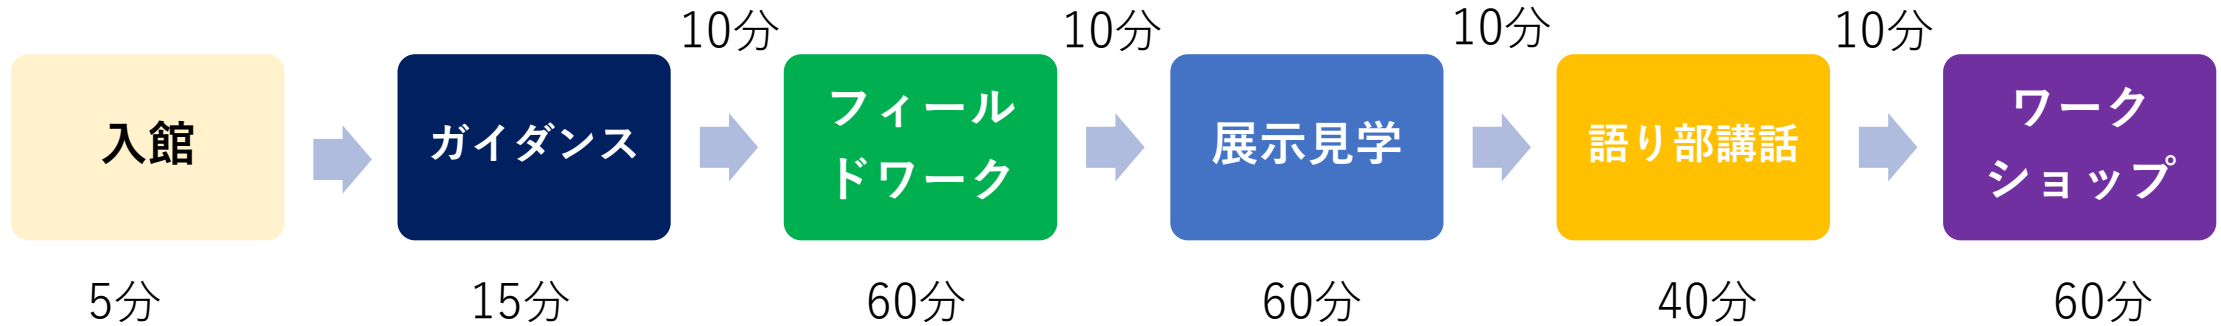 10分
10分
10分
10分
入館
ガイダンス
フィール
ドワーク
展示見学
語り部講話
ワーク
ショップ
5分
15分
60分
60分
40分
60分